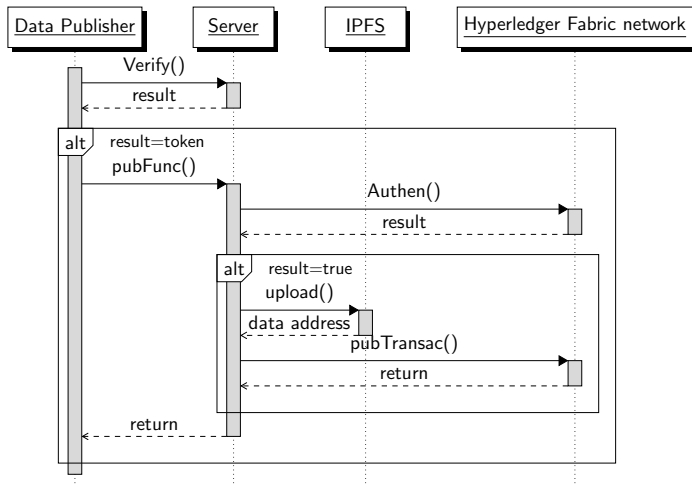 Data Publisher
Server
IPFS
Hyperledger Fabric network
Verify()
result
alt
result=token
pubFunc()
Authen()
result
alt
result=true
upload()
data address
pubTransac()
return
return